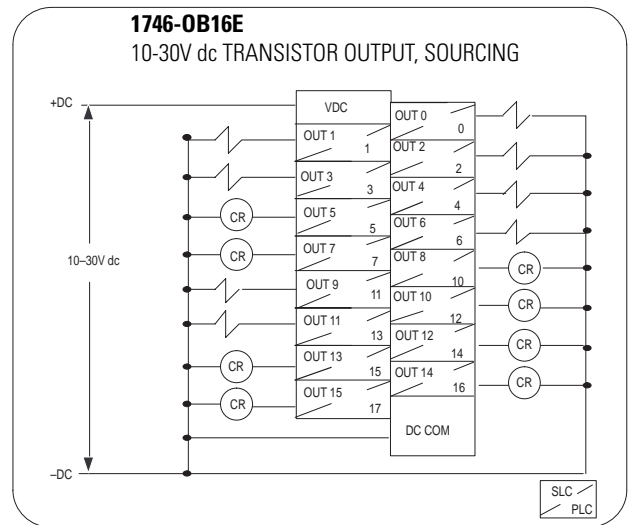 1746-OB16E
10-30V dc TRANSISTOR OUTPUT, SOURCING
+DC
VDC
OUT 0
0
OUT 1
1
OUT 2
2
OUT 3
3
OUT 4
4
CR
OUT 5
5
OUT 6
6
10–30V dc
CR
OUT 7
7
OUT 8
10
CR
OUT 9
11
OUT 10
12
CR
OUT 11
13
OUT 12
14
CR
CR
OUT 13
15
OUT 14
16
CR
CR
OUT 15
17
DC COM
–DC
SLC
PLC